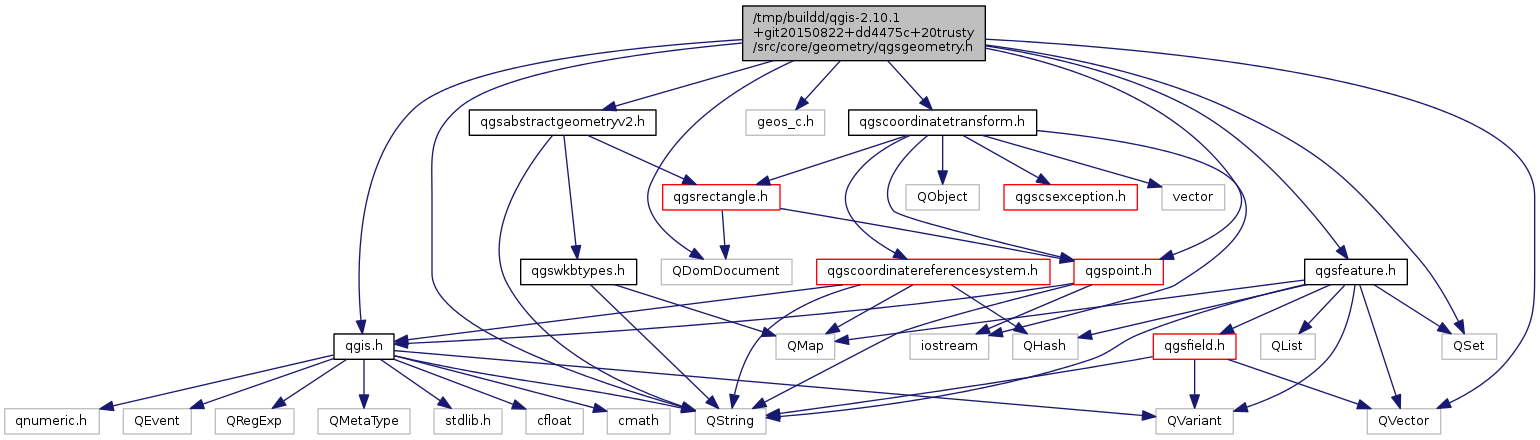 /tmp/buildd/qgis-2.10.1
+git20150822+dd4475c+20trusty
/src/core/geometry/qgsgeometry.h
qgsabstractgeometryv2.h
geos_c.h
qgscoordinatetransform.h
qgsrectangle.h
QObject
qgscsexception.h
vector
qgswkbtypes.h
QDomDocument
qgscoordinatereferencesystem.h
qgspoint.h
qgsfeature.h
qgis.h
QMap
iostream
QHash
qgsfield.h
QList
QSet
qnumeric.h
QEvent
QRegExp
QMetaType
stdlib.h
cfloat
cmath
QString
QVariant
QVector